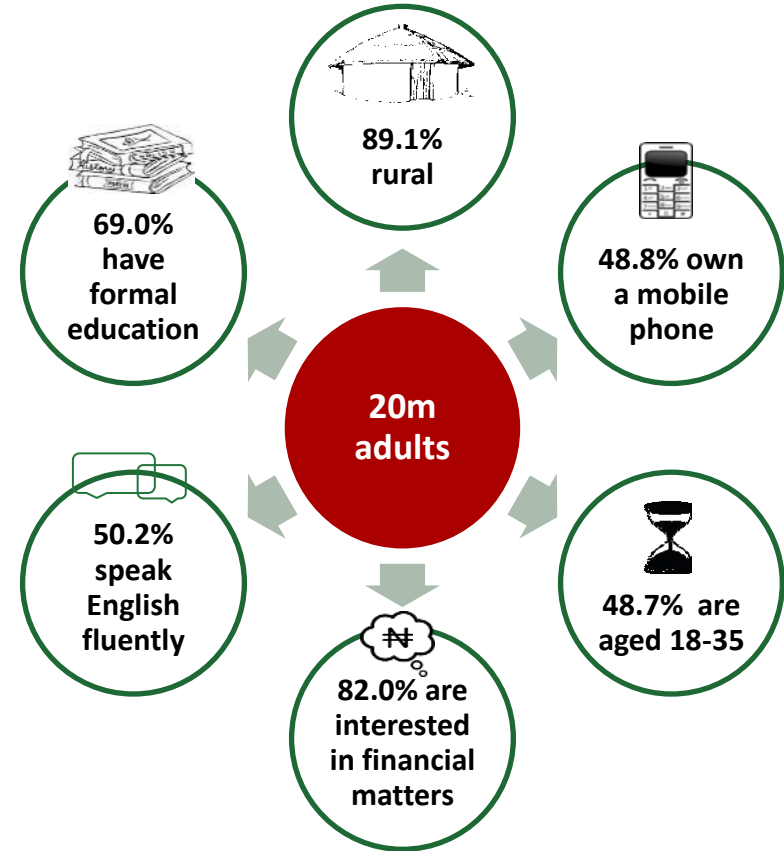 89.1%
rural
69.0%
have
formal
education
48.8% own
a mobile
phone
20m
adults
50.2%
speak
English
fluently
48.7% are
aged 18-35
₦
82.0% are
interested
in financial
matters